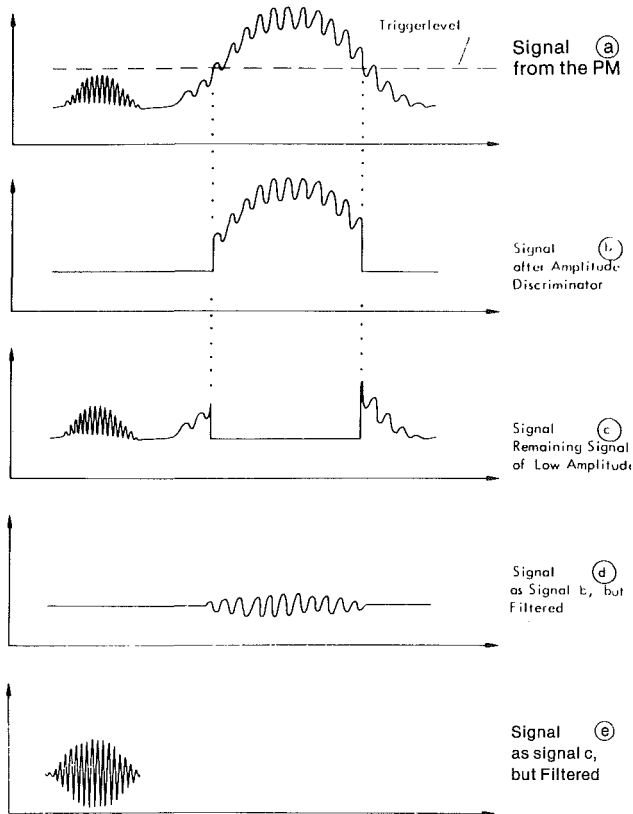 Triggerlevel
Signal a
from the PM
Signal b
after Amplitude
Discriminator
Signal c
Remaining Signal
of Low Amplitude
Signal d
as Signal b, but
Filtered
Signal e
as signal c,
but Filtered